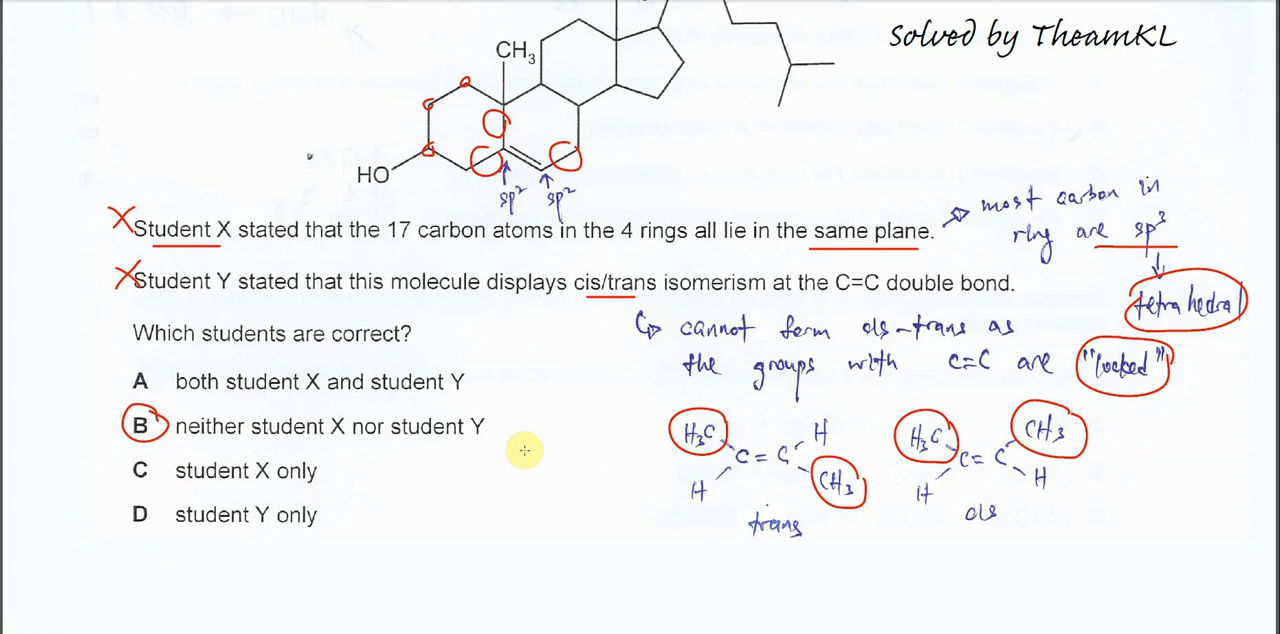 Solved by TheamKL
CH3
HO
sp²
sp²
Student X stated that the 17 carbon atoms in the 4 rings all lie in the same plane.
most carbon in
ring are sp³
Student Y stated that this molecule displays cis/trans isomerism at the C=C double bond.
tetrahedral
Which students are correct?
cannot form cis-trans as
the groups with C=C are "locked"
A both student X and student Y
B neither student X nor student Y
C student X only
D student Y only
H3C H
C = C
H CH3
trans
H3C CH3
C = C
H H
cis